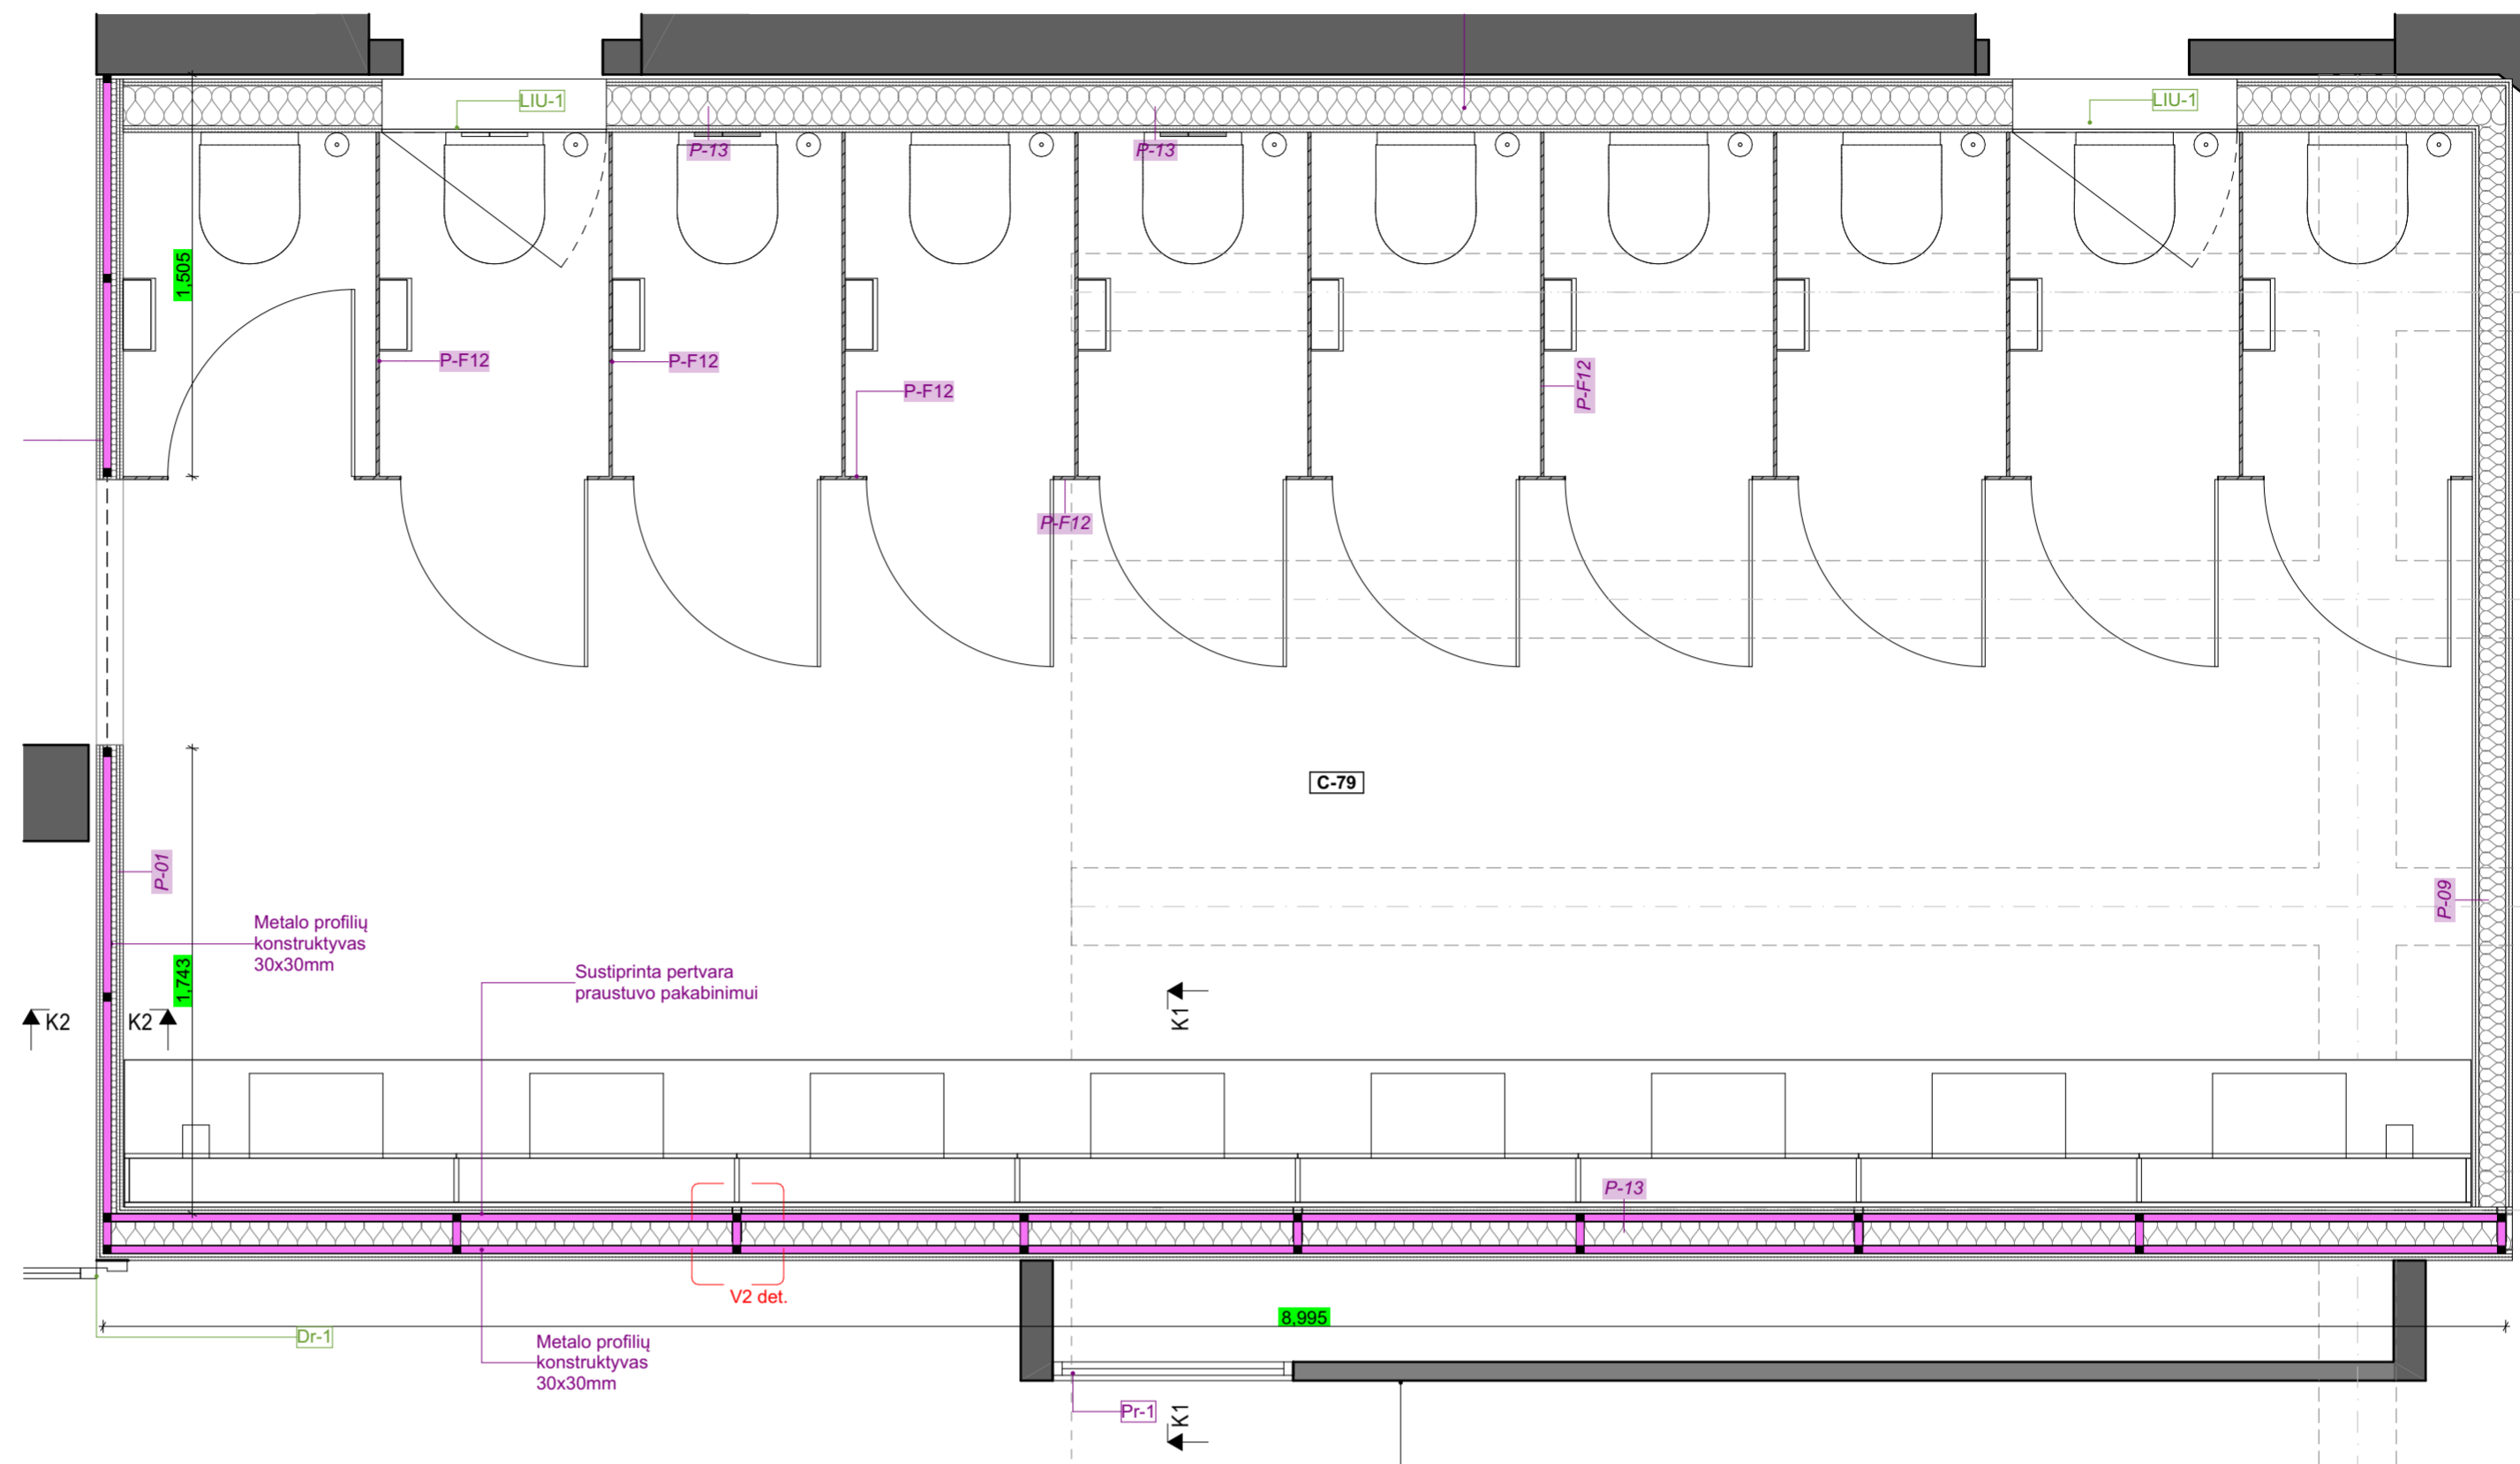 LIU-1
LIU-1
P-13
P-13
1,505
P-F12
P-F12
P-F12
P-F12
P-F12
C-79
P-01
P-09
Metalo profilių
konstruktyvas
30x30mm
1,743
Sustiprinta pertvara
praustuvo pakabinimui
K2
K2
K1
P-13
V2 det.
8,995
Dr-1
Metalo profilių
konstruktyvas
30x30mm
Pr-1
K1